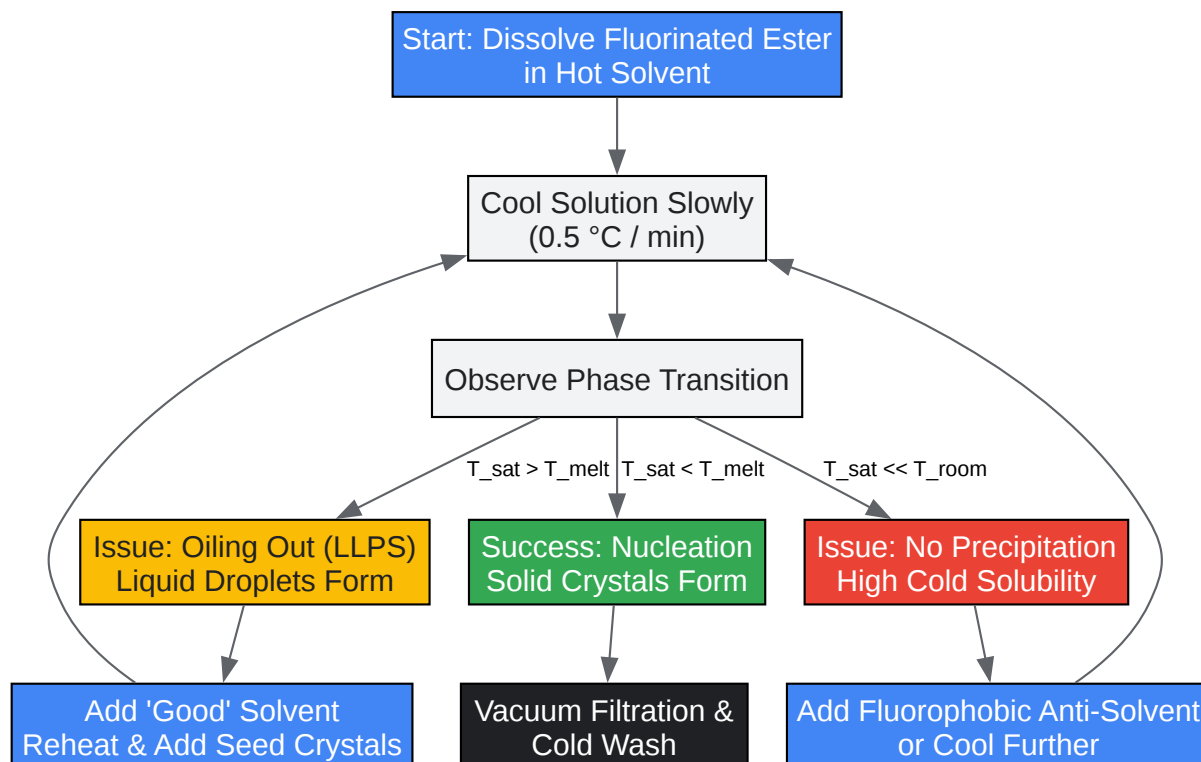 Start: Dissolve Fluorinated Ester
in Hot Solvent
Cool Solution Slowly
(0.5 °C / min)
Observe Phase Transition
T_sat > T_melt
T_sat < T_melt
T_sat << T_room
Issue: Oiling Out (LLPS)
Liquid Droplets Form
Success: Nucleation
Solid Crystals Form
Issue: No Precipitation
High Cold Solubility
Add 'Good' Solvent
Reheat & Add Seed Crystals
Vacuum Filtration &
Cold Wash
Add Fluorophobic Anti-Solvent
or Cool Further